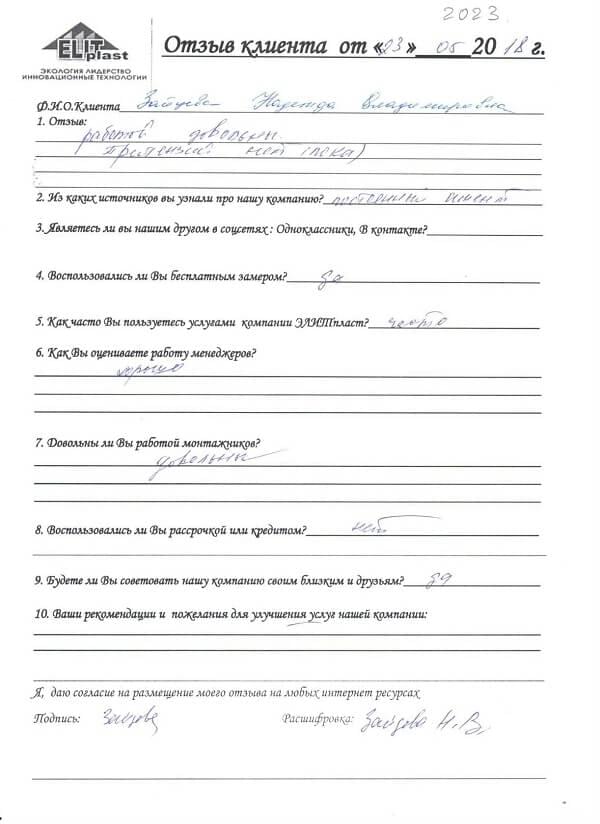 2023.
ELIT
plast
ЭКОЛОГИЯ ЛИДЕРСТВО
ИННОВАЦИОННЫЕ ТЕХНОЛОГИИ
Отзыв клиента от «23» 05 2018 г.
Ф.И.О.Клиента Зайцева Надежда Владимировна
1. Отзыв:
работой довольны.
Претензий нет (пока)
2. Из каких источников вы узнали про нашу компанию? постоянный клиент
3. Являетесь ли вы нашим другом в соцсетях : Одноклассники, В контакте?
4. Воспользовались ли Вы бесплатным замером? да
5. Как часто Вы пользуетесь услугами компании ЭЛИТпласт? часто
6. Как Вы оцениваете работу менеджеров?
хорошо
7. Довольны ли Вы работой монтажников?
довольны
8. Воспользовались ли Вы рассрочкой или кредитом? нет
9. Будете ли Вы советовать нашу компанию своим близким и друзьям? да
10. Ваши рекомендации и пожелания для улучшения услуг нашей компании:
Я, даю согласие на размещение моего отзыва на любых интернет ресурсах
Подпись: Зайцева Расшифровка: Зайцева Н.В.